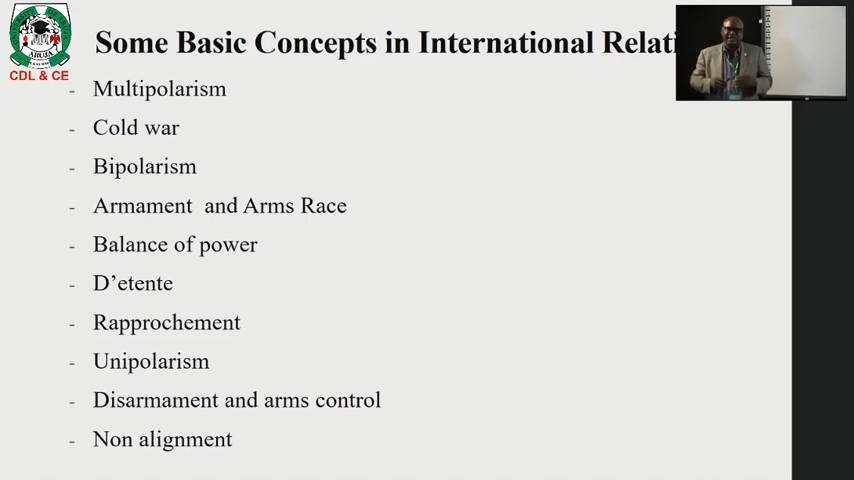 Some Basic Concepts in International
- Multipolarism
- Cold war
- Bipolarism
- Armament and Arms Race
- Balance of power
- D’etente
- Rapprochement
- Unipolarism
- Disarmament and arms control
- Non alignment
ABUJA
CDL & CE